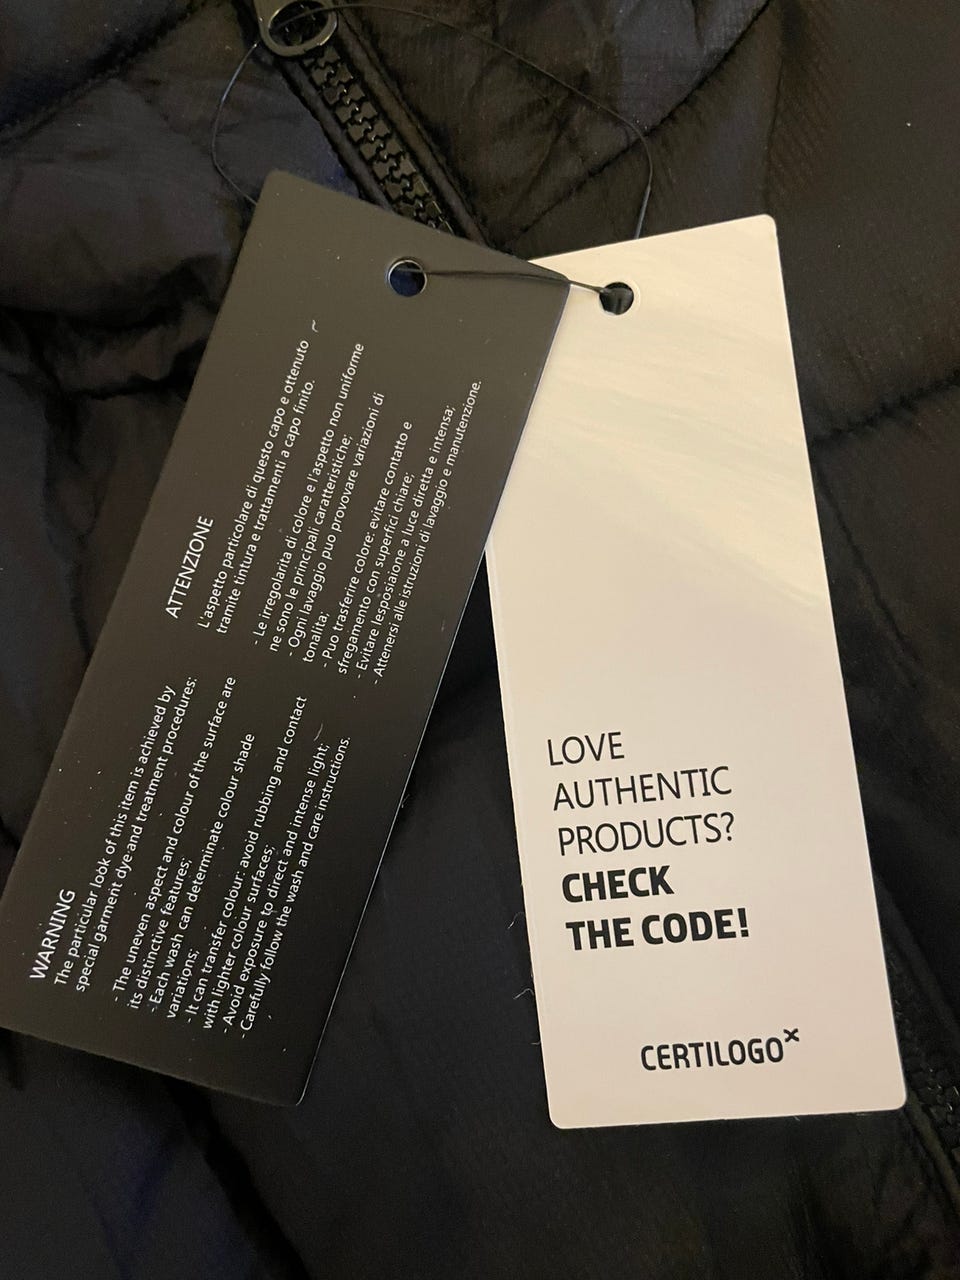 ATTENZIONE
L'aspetto particolare di questo capo e ottenuto
tramite tintura e trattamenti a capo finito.
- Le irregolarita di colore e l'aspetto non uniforme
ne sono le principali caratteristiche;
- Ogni lavaggio puo provovare variazioni di
tonalita;
- Puo trasferire colore: evitare contatto e
sfregamento con superfici chiare;
- Evitare lesposiaione a luce diretta e intensa;
- Attenersi alle istruzioni di lavaggio e manutenzione.
WARNING
The particular look of this item is achieved by
special garment dye and treatment procedures:
- The uneven aspect and colour of the surface are
its distinctive features;
- Each wash can determinate colour shade
variations;
- It can transfer colour: avoid rubbing and contact
with lighter colour surfaces;
- Avoid exposure to direct and intense light;
- Carefully follow the wash and care instructions.
LOVE
AUTHENTIC
PRODUCTS?
CHECK
THE CODE!
CERTILOGO